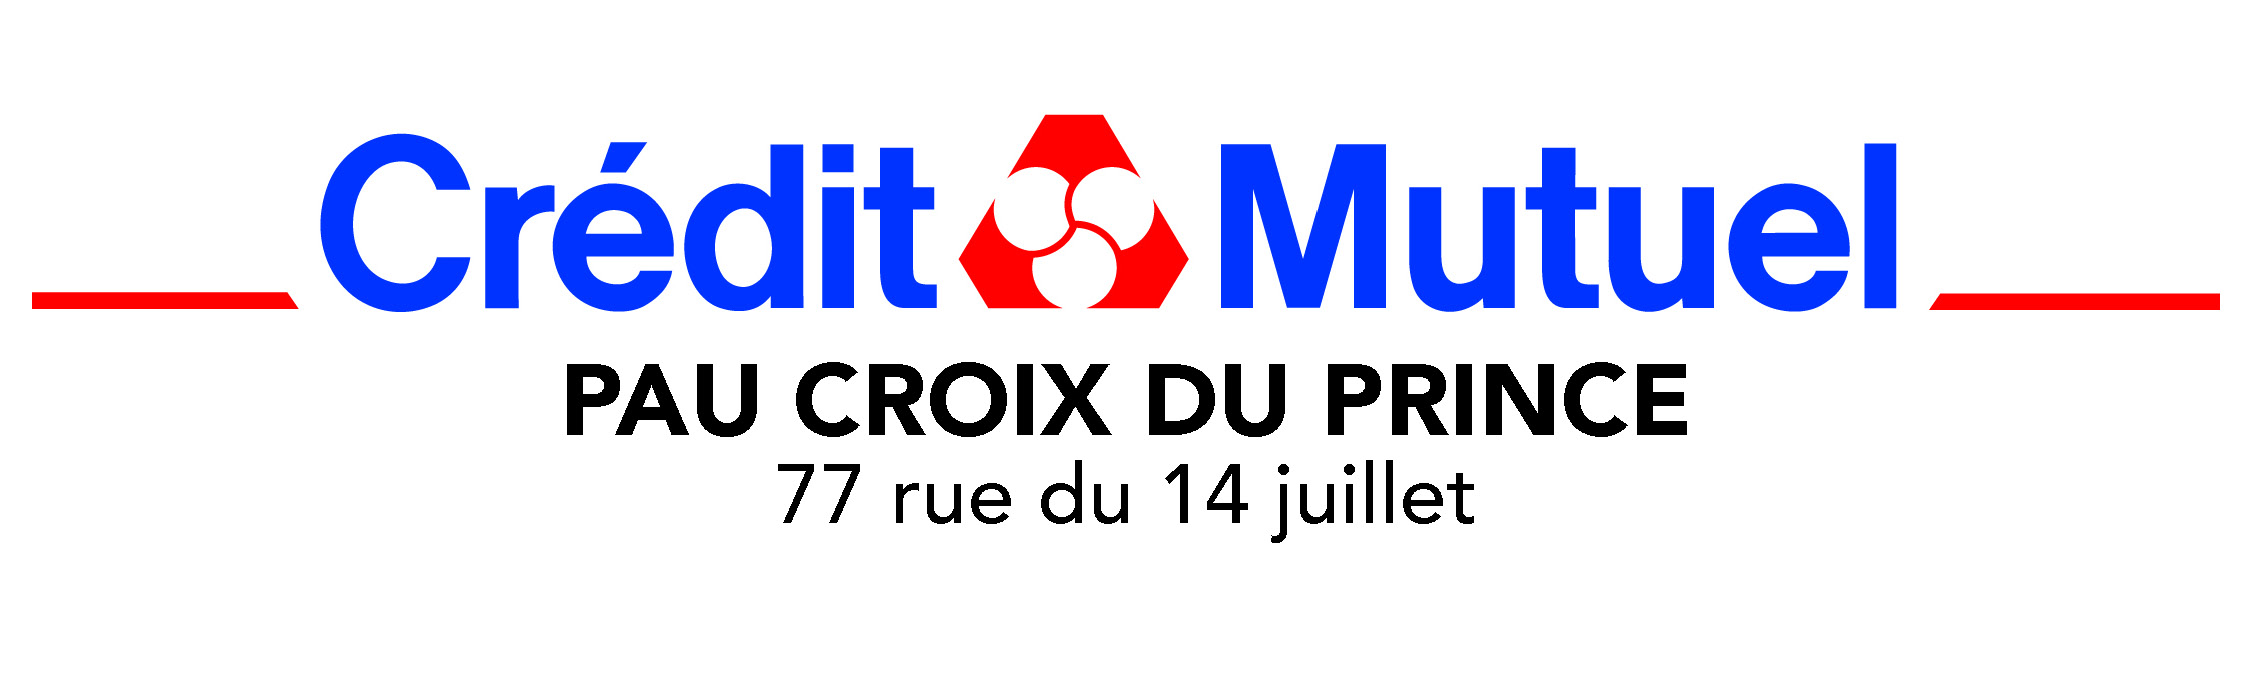 Crédit Mutuel
PAU CROIX DU PRINCE
77 rue du 14 juillet